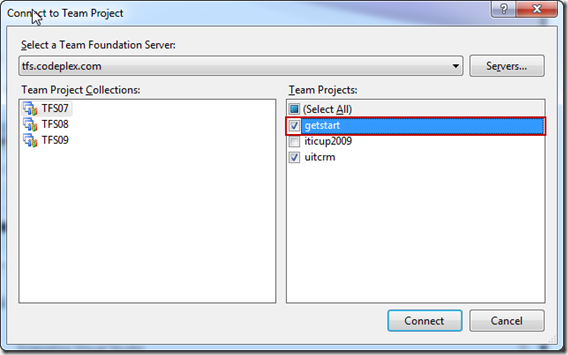 Connect to Team Project
Select a Team Foundation Server:
tfs.codeplex.com
Servers...
Team Project Collections:
TFS07
TFS08
TFS09
Team Projects:
(Select All)
getstart
iticup2009
uitcrm
Connect
Cancel